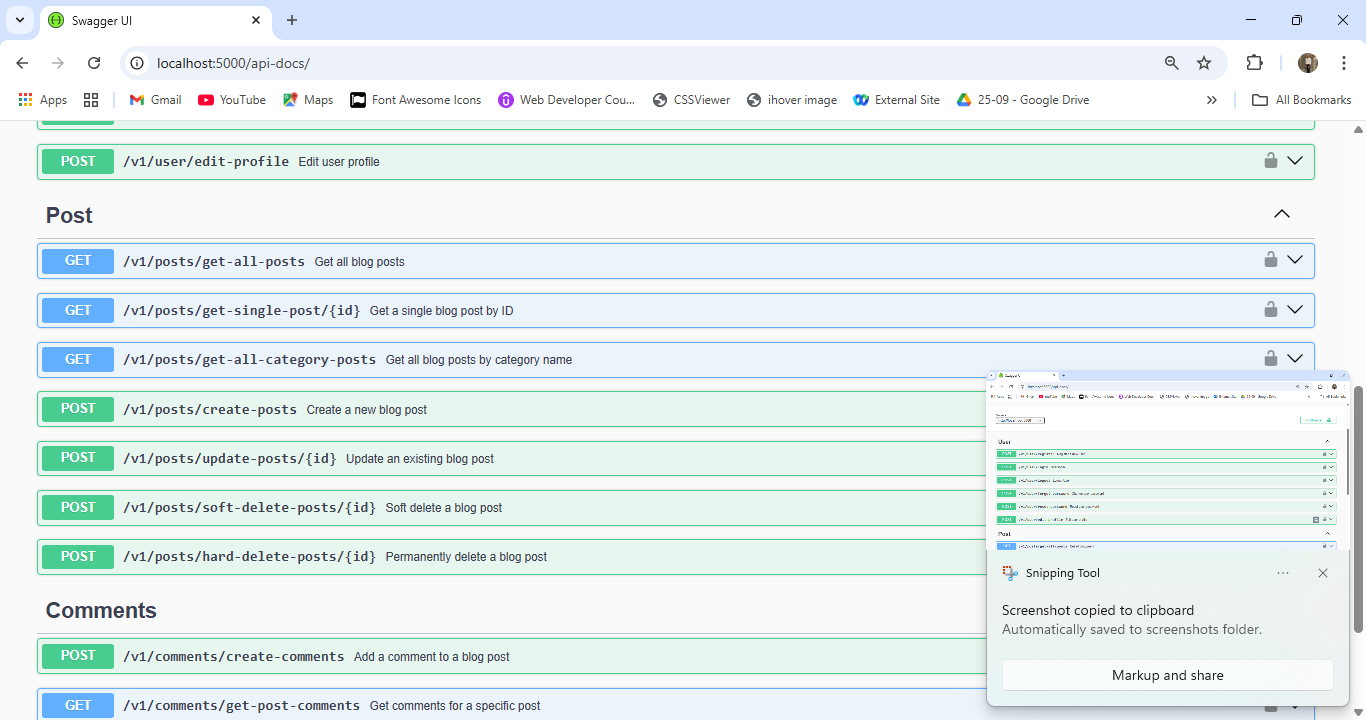 Swagger UI
localhost:5000/api-docs/
Apps
Gmail
YouTube
Maps
Font Awesome Icons
Web Developer Cou...
CSSViewer
ihover image
External Site
25-09 - Google Drive
All Bookmarks
POST /v1/user/edit-profile Edit user profile
Post
GET /v1/posts/get-all-posts Get all blog posts
GET /v1/posts/get-single-post/{id} Get a single blog post by ID
GET /v1/posts/get-all-category-posts Get all blog posts by category name
POST /v1/posts/create-posts Create a new blog post
POST /v1/posts/update-posts/{id} Update an existing blog post
POST /v1/posts/soft-delete-posts/{id} Soft delete a blog post
POST /v1/posts/hard-delete-posts/{id} Permanently delete a blog post
Comments
POST /v1/comments/create-comments Add a comment to a blog post
GET /v1/comments/get-post-comments Get comments for a specific post
User
Post
Snipping Tool
Screenshot copied to clipboard
Automatically saved to screenshots folder.
Markup and share